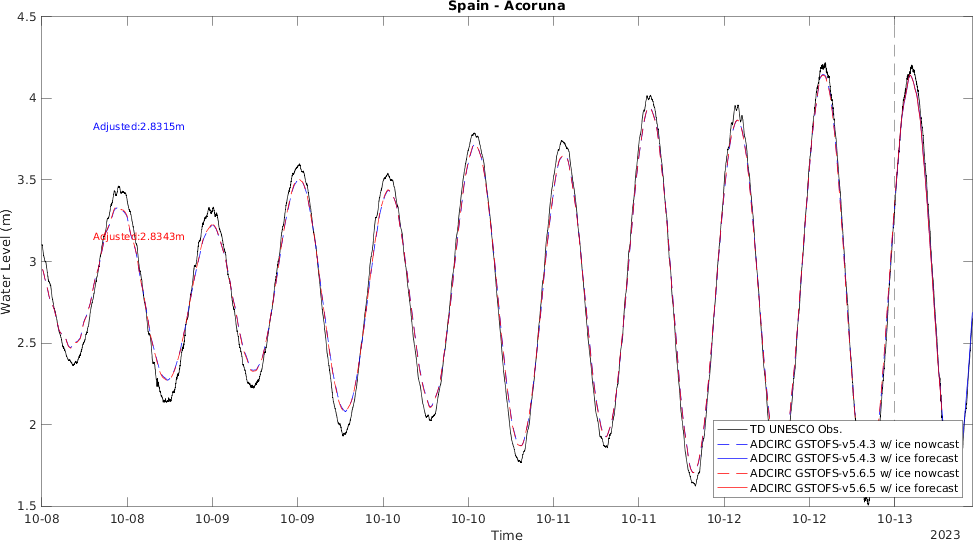 Spain - Acoruna
4.5
4
3.5
3
2.5
2
1.5
Water Level (m)
Adjusted:2.8315m
Adjusted:2.8343m
TD UNESCO Obs.
ADCIRC GSTOFS-v5.4.3 w/ ice nowcast
ADCIRC GSTOFS-v5.4.3 w/ ice forecast
ADCIRC GSTOFS-v5.6.5 w/ ice nowcast
ADCIRC GSTOFS-v5.6.5 w/ ice forecast
10-08 10-08 10-09 10-09 10-10 10-10 10-11 10-11 10-12 10-12 10-13
Time
2023